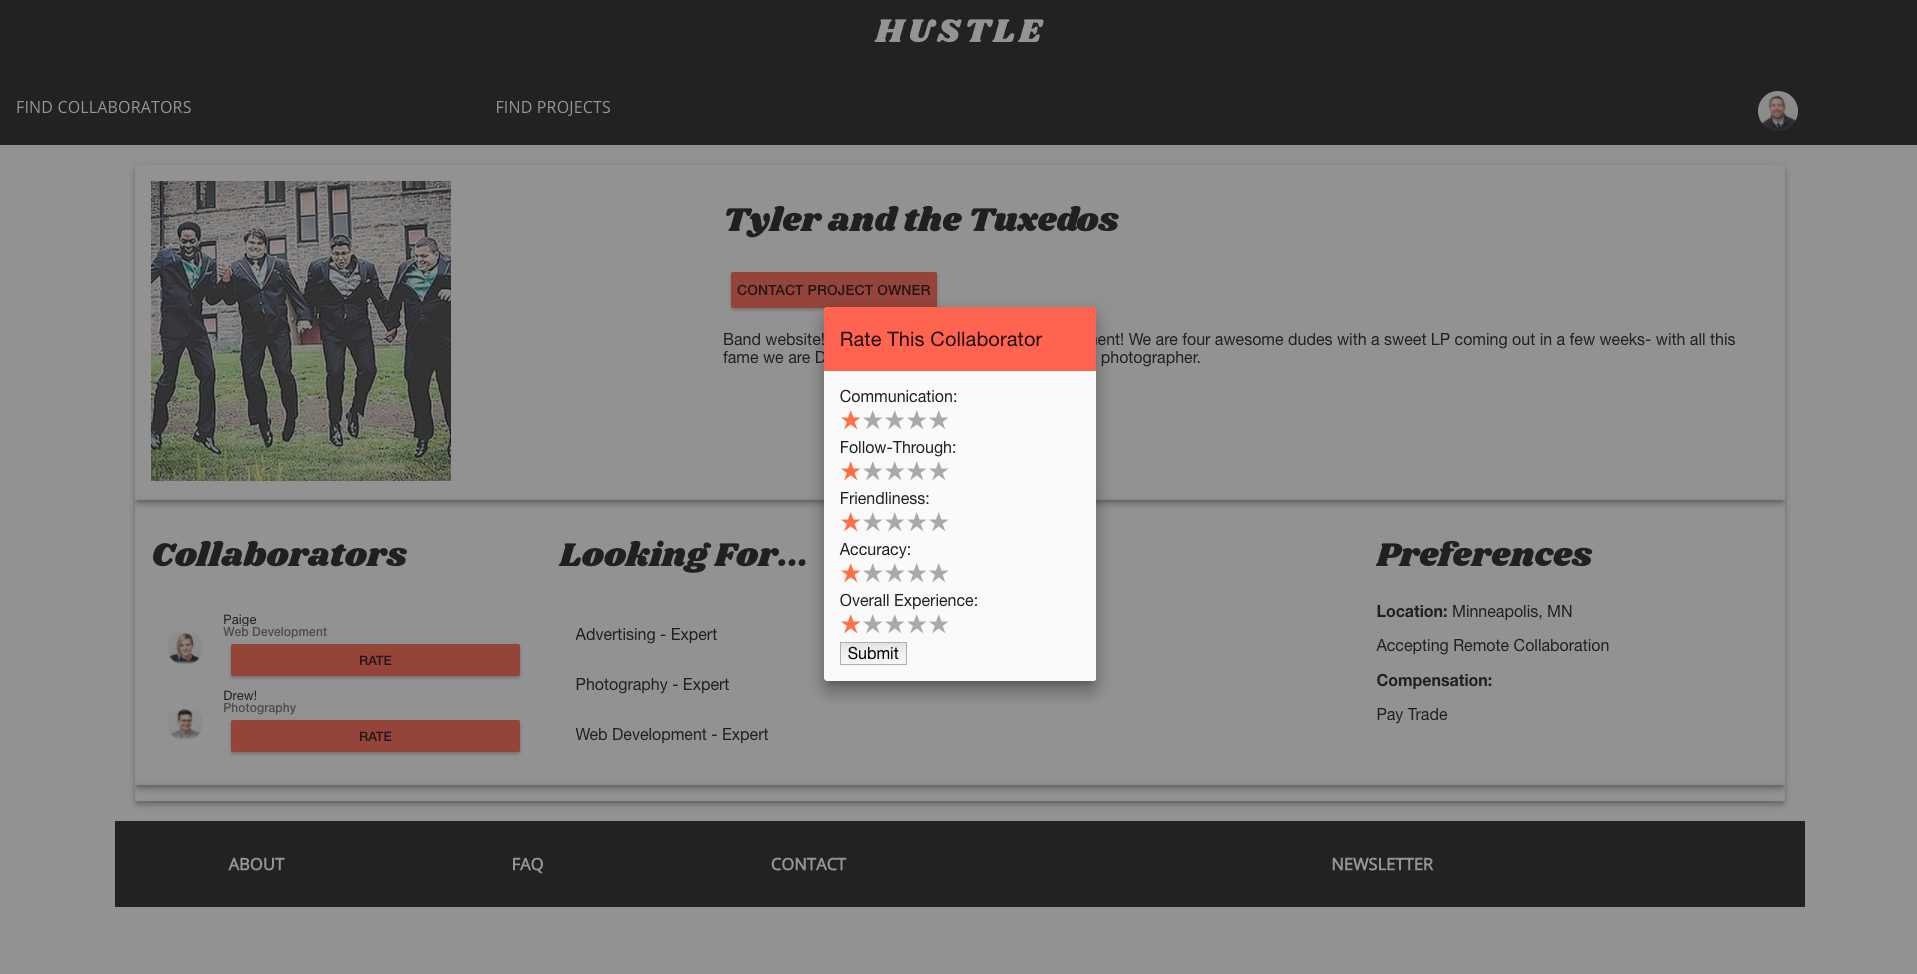 HUSTLE
FIND COLLABORATORS
FIND PROJECTS
Tyler and the Tuxedos
CONTACT PROJECT OWNER
Band website! ent! We are four awesome dudes with a sweet LP coming out in a few weeks- with all this
fame we are D photographer.
Rate This Collaborator
Communication:
Follow-Through:
Friendliness:
Accuracy:
Overall Experience:
Submit
Collaborators
Paige
Web Development
RATE
Drew!
Photography
RATE
Looking For...
Advertising - Expert
Photography - Expert
Web Development - Expert
Preferences
Location: Minneapolis, MN
Accepting Remote Collaboration
Compensation:
Pay Trade
ABOUT
FAQ
CONTACT
NEWSLETTER